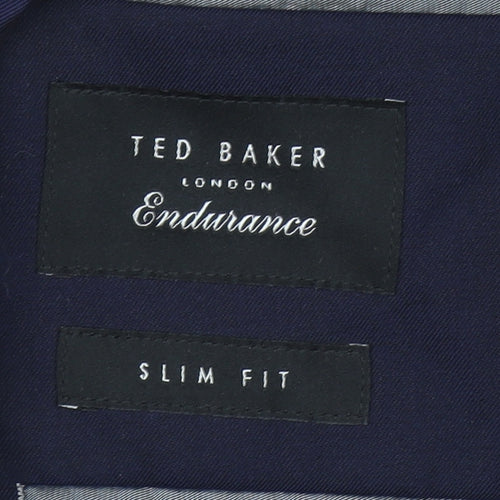 TED BAKER
LONDON
Endurance
SLIM FIT